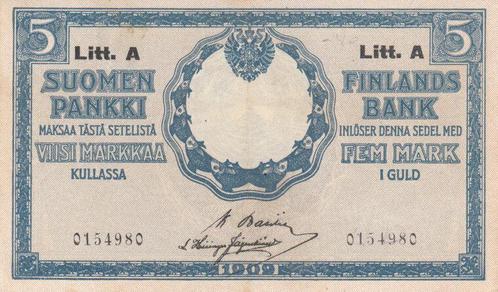 5 5
Litt. A Litt. A
SUOMEN
PANKKI
MAKSAA TÄSTÄ SETELISTÄ
VIISI MARKKAA
KULLASSA
FINLANDS
BANK
INLÖSER DENNA SEDEL MED
FEM MARK
I GULD
0154980 0154980
1909